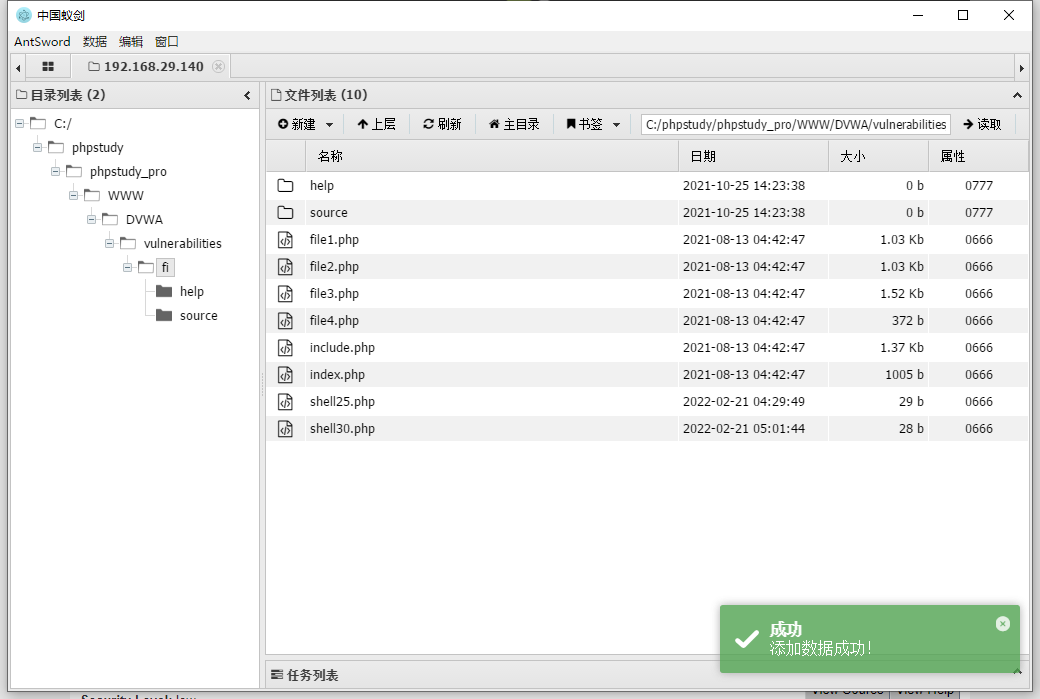 中国蚁剑
AntSword 数据 编辑 窗口
192.168.29.140
目录列表 (2)
C:/
phpstudy
phpstudy_pro
WWW
DVWA
vulnerabilities
fi
help
source
文件列表 (10)
新建 上层 刷新 主目录 书签 C:/phpstudy/phpstudy_pro/WWW/DVWA/vulnerabilities 读取
名称 日期 大小 属性
help 2021-10-25 14:23:38 0 b 0777
source 2021-10-25 14:23:38 0 b 0777
file1.php 2021-08-13 04:42:47 1.03 Kb 0666
file2.php 2021-08-13 04:42:47 1.03 Kb 0666
file3.php 2021-08-13 04:42:47 1.52 Kb 0666
file4.php 2021-08-13 04:42:47 372 b 0666
include.php 2021-08-13 04:42:47 1.37 Kb 0666
index.php 2021-08-13 04:42:47 1005 b 0666
shell25.php 2022-02-21 04:29:49 29 b 0666
shell30.php 2022-02-21 05:01:44 28 b 0666
成功
添加数据成功!
任务列表
Security Level: low
View Source View Help